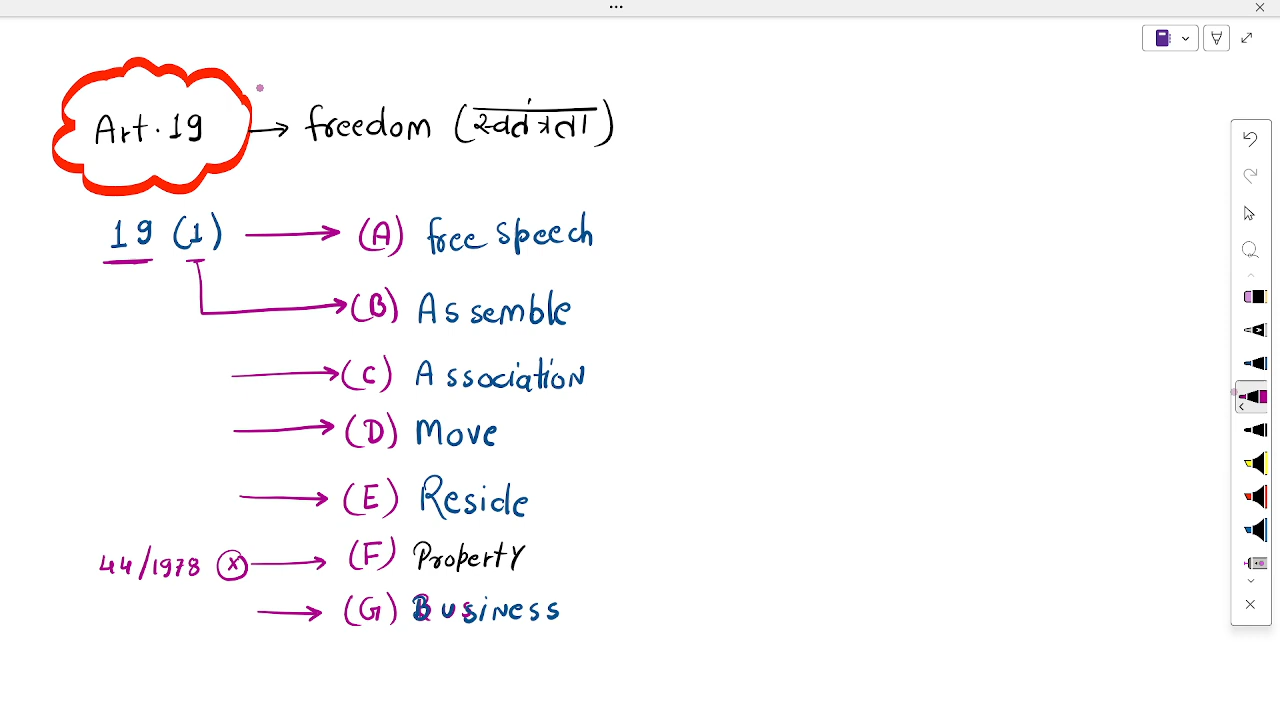 Art. 19 → freedom (स्वतंत्रता)
19 (1) → (A) free speech
→ (B) Assemble
→ (C) Association
→ (D) Move
→ (E) Reside
44/1978 (x) → (F) Property
→ (G) Business